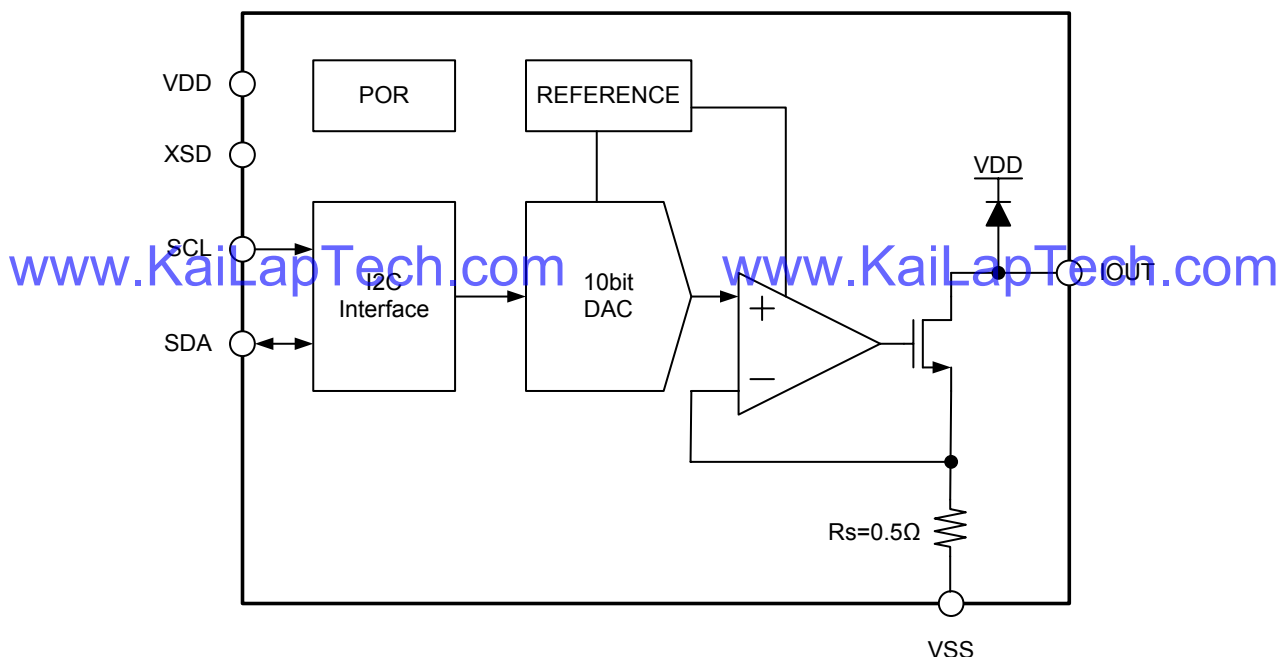 VDD
POR
REFERENCE
XSD
VDD
SCL
www.KaiLapTech.com
www.KaiLapTech.com
IOUT
I2C
Interface
10bit
DAC
+
SDA
−
Rs=0.5Ω
VSS